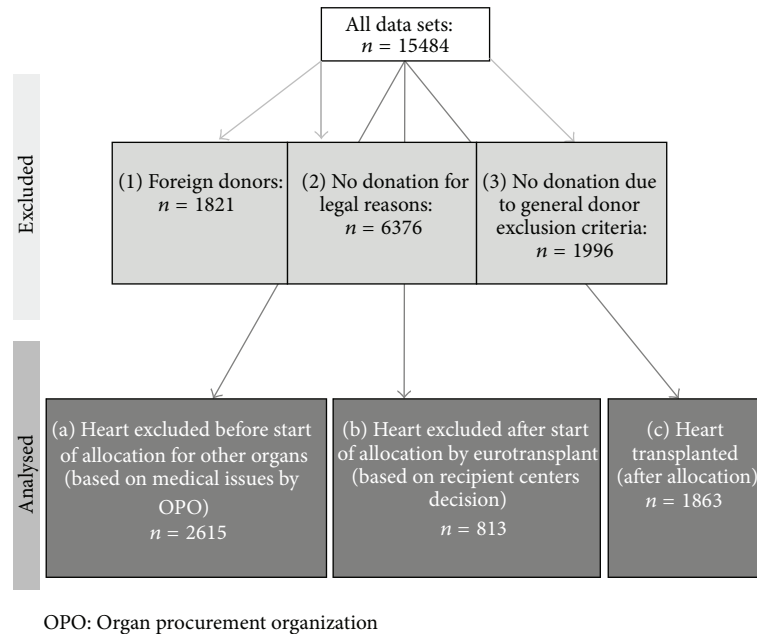 All data sets:
n = 15484
Excluded
(1) Foreign donors:
n = 1821
(2) No donation for
legal reasons:
n = 6376
(3) No donation due
to general donor
exclusion criteria:
n = 1996
Analysed
(a) Heart excluded before start
of allocation for other organs
(based on medical issues by
OPO)
n = 2615
(b) Heart excluded after start
of allocation by eurotransplant
(based on recipient centers
decision)
n = 813
(c) Heart
transplanted
(after allocation)
n = 1863
OPO: Organ procurement organization